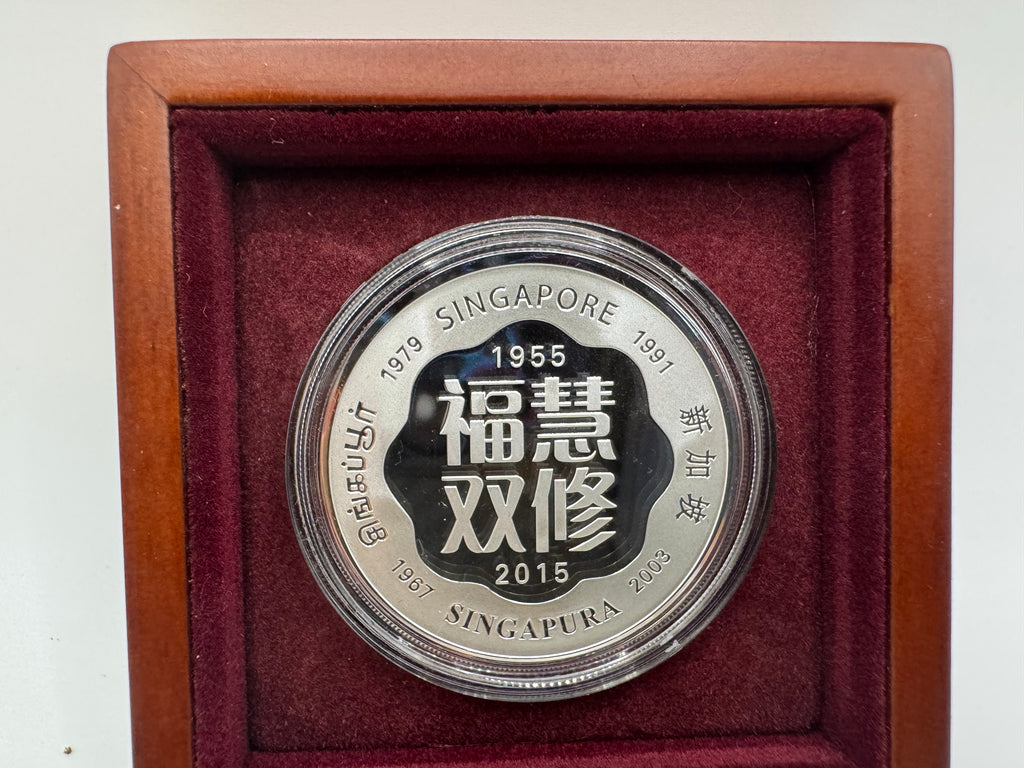 SINGAPORE
1991
新加坡
2003
SINGAPURA
1967
சிங்கப்பூர்
1979
1955
福慧
双修
2015